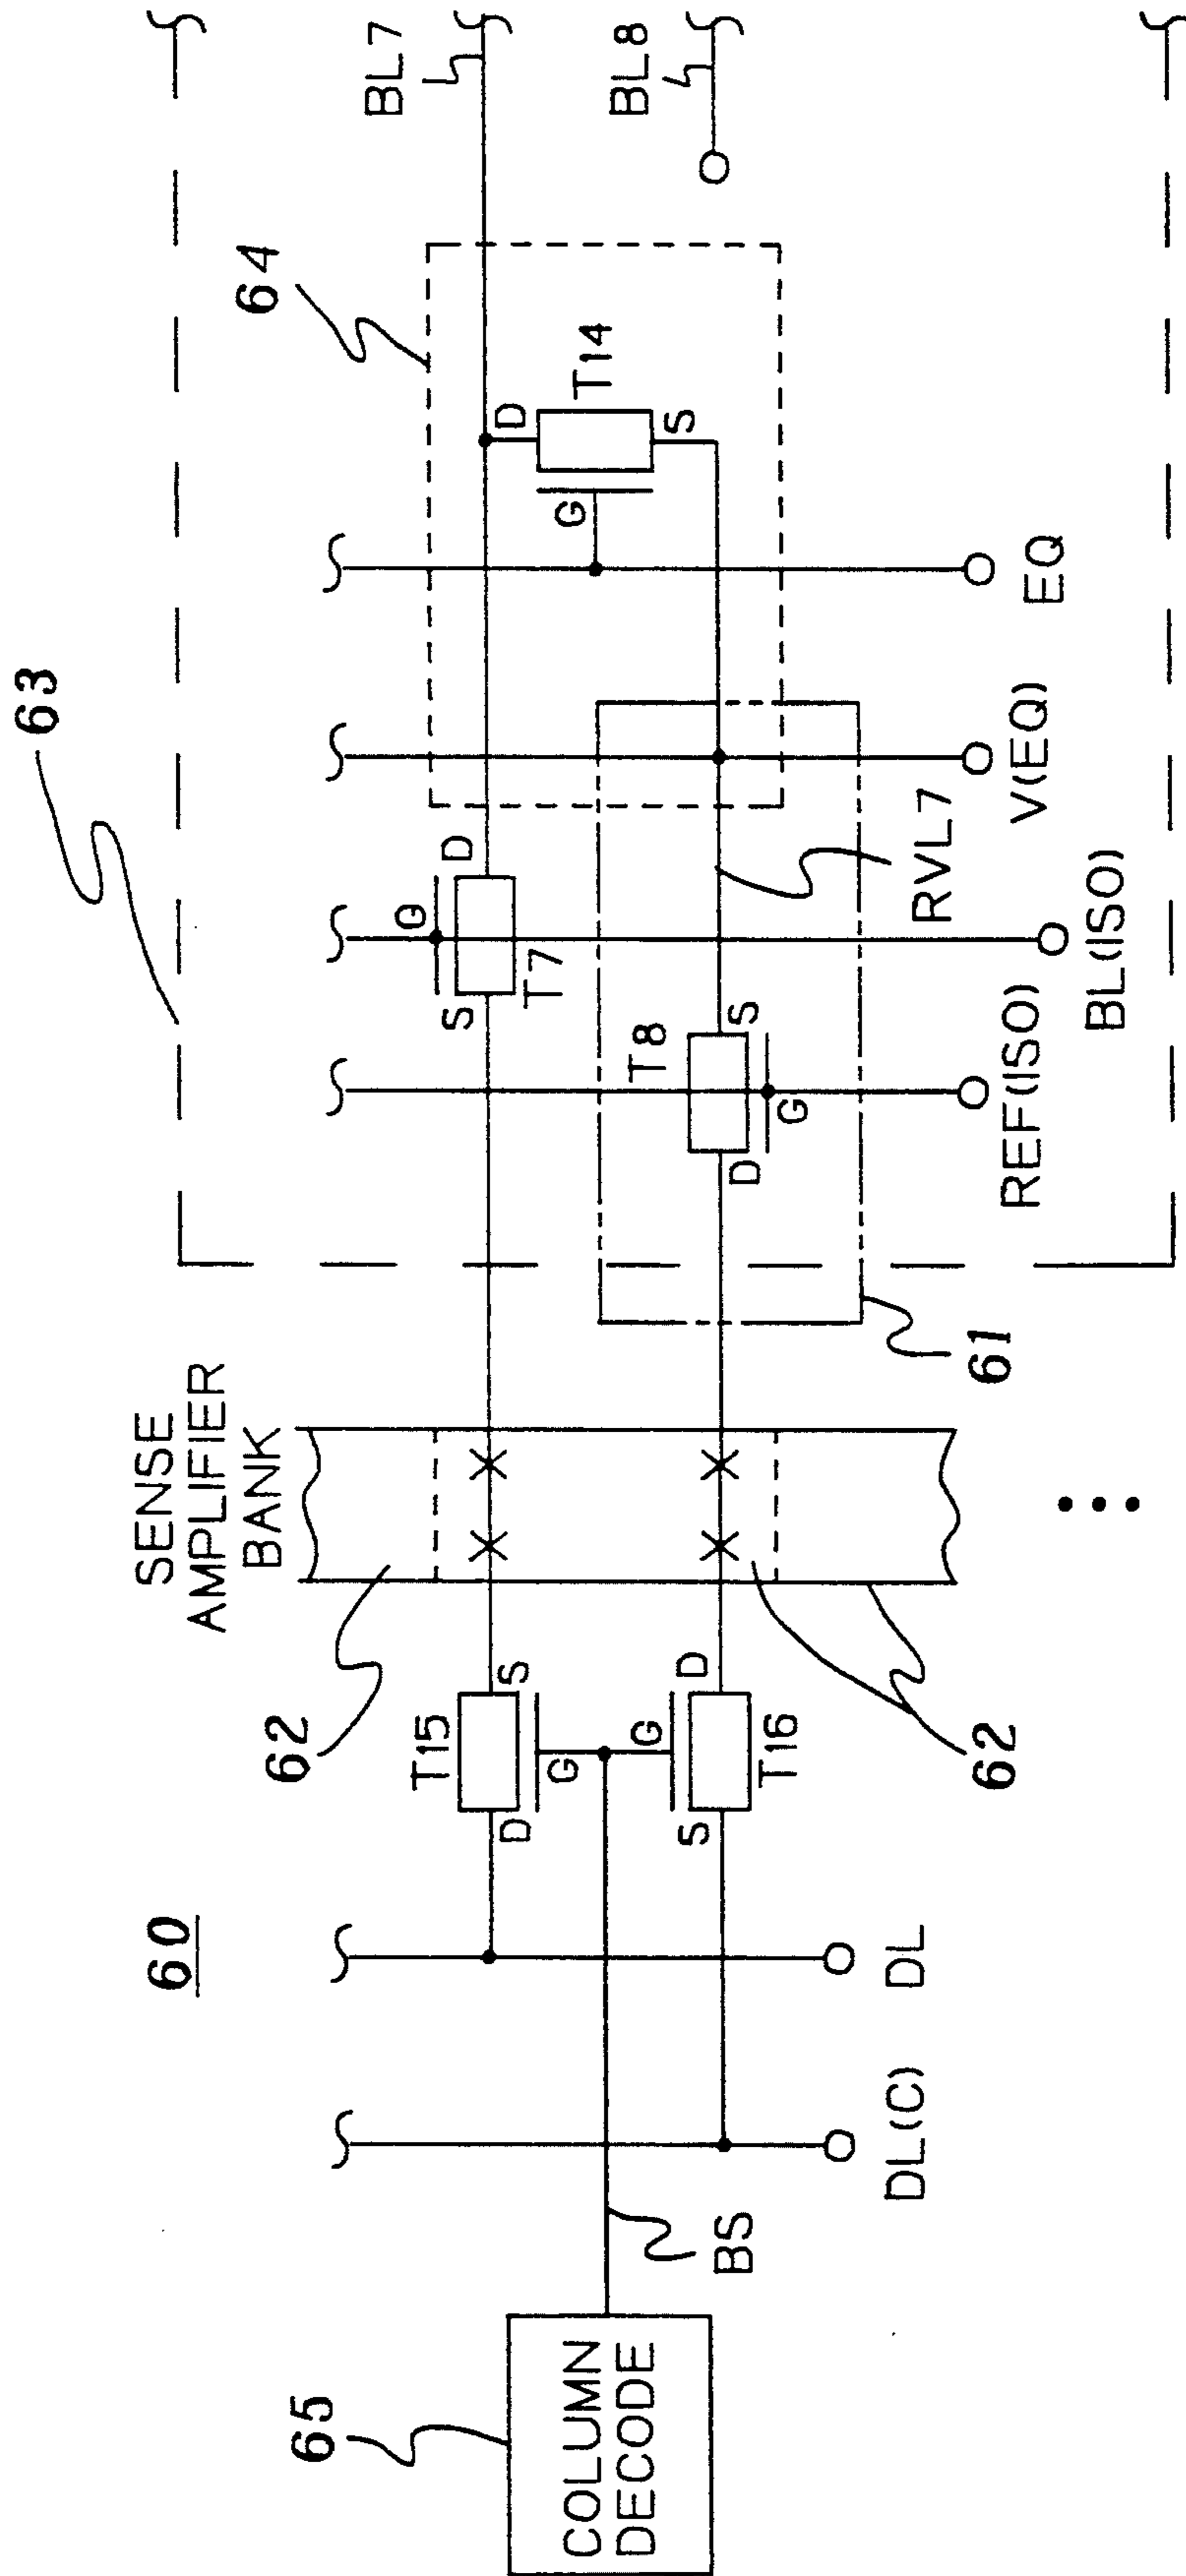 60
63
64
65
COLUMN
DECODE
BS
DL(C)
DL
T15
D
S
G
G
T16
S
D
62
62
SENSE
AMPLIFIER
BANK
61
T7
S
D
G
T8
D
S
G
REF(ISO)
BL(ISO)
RVL7
V(EQ)
EQ
T14
D
S
G
BL7
BL8